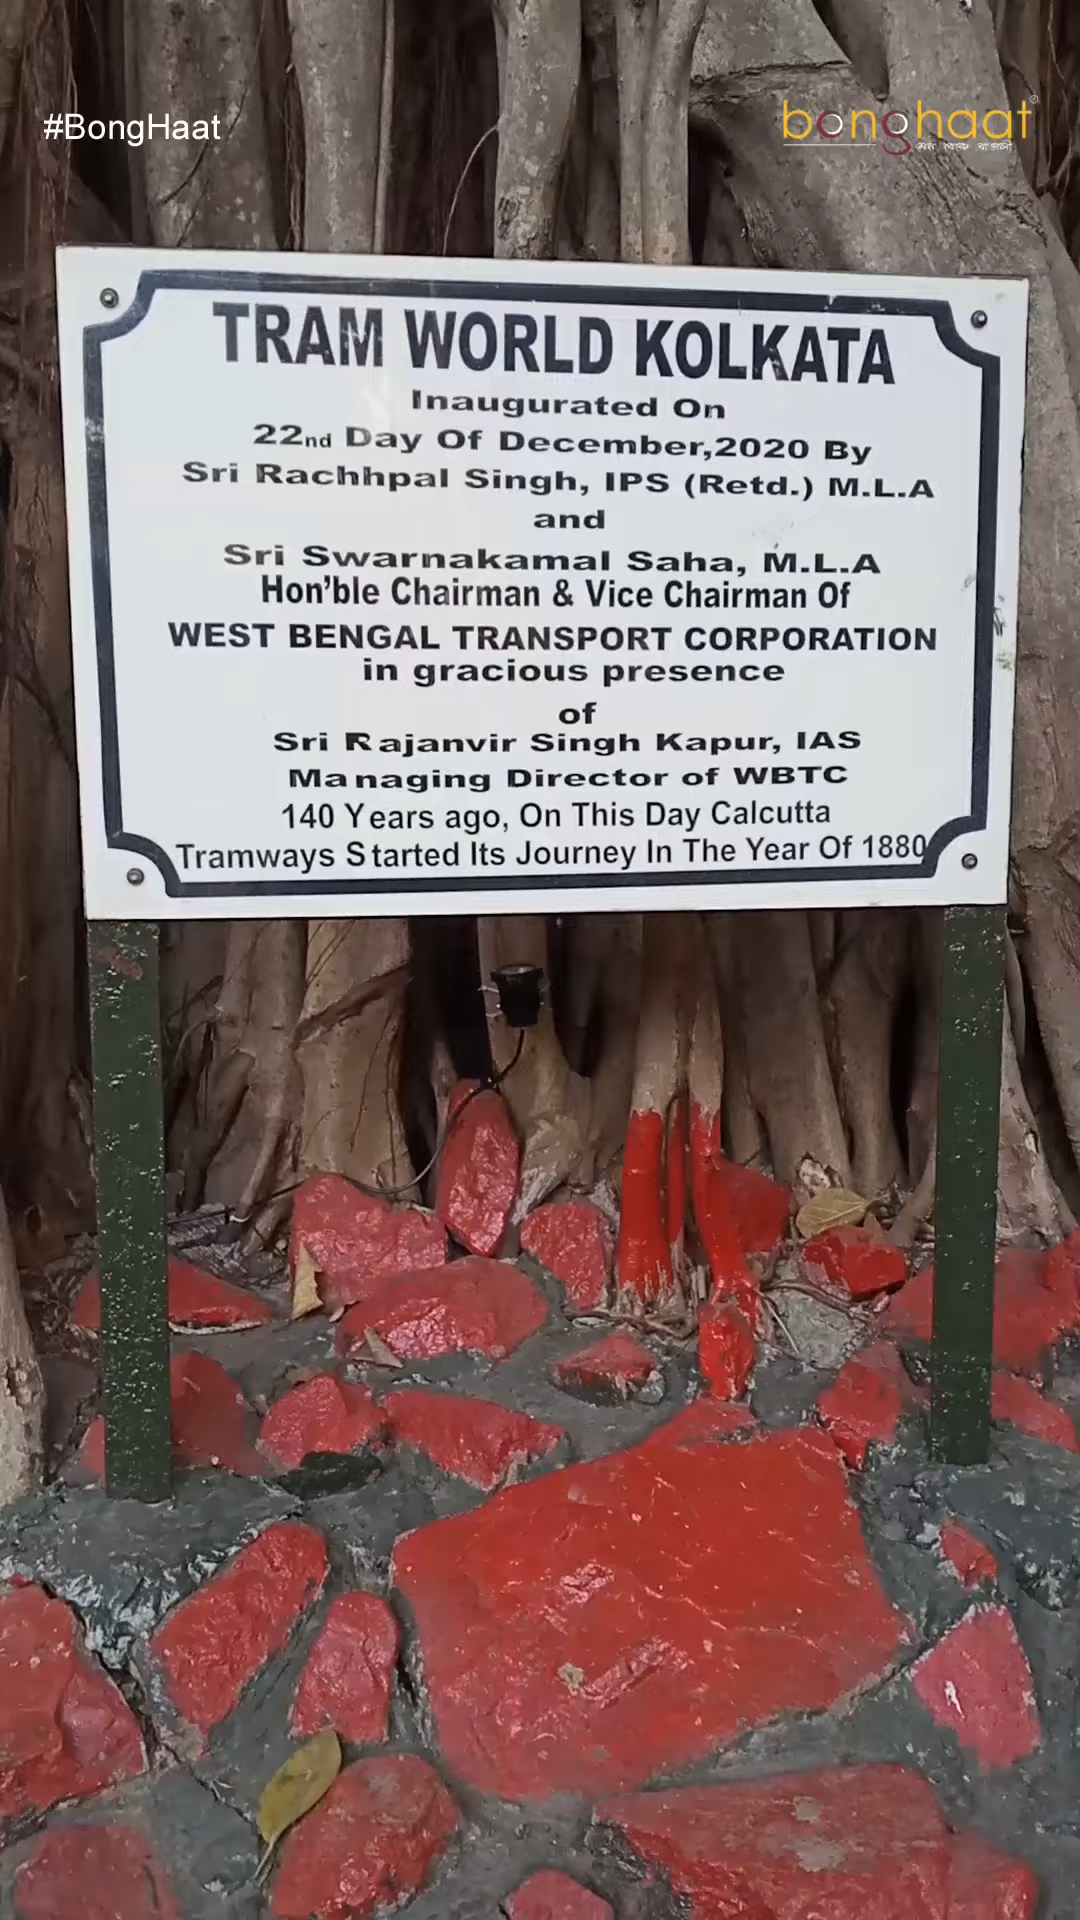 #BongHaat
bonghaat
মন থেকে বাঙালী
TRAM WORLD KOLKATA
Inaugurated On
22nd Day Of December,2020 By
Sri Rachhpal Singh, IPS (Retd.) M.L.A
and
Sri Swarnakamal Saha, M.L.A
Hon'ble Chairman & Vice Chairman Of
WEST BENGAL TRANSPORT CORPORATION
in gracious presence
of
Sri Rajanvir Singh Kapur, IAS
Managing Director of WBTC
140 Years ago, On This Day Calcutta
Tramways Started Its Journey In The Year Of 1880